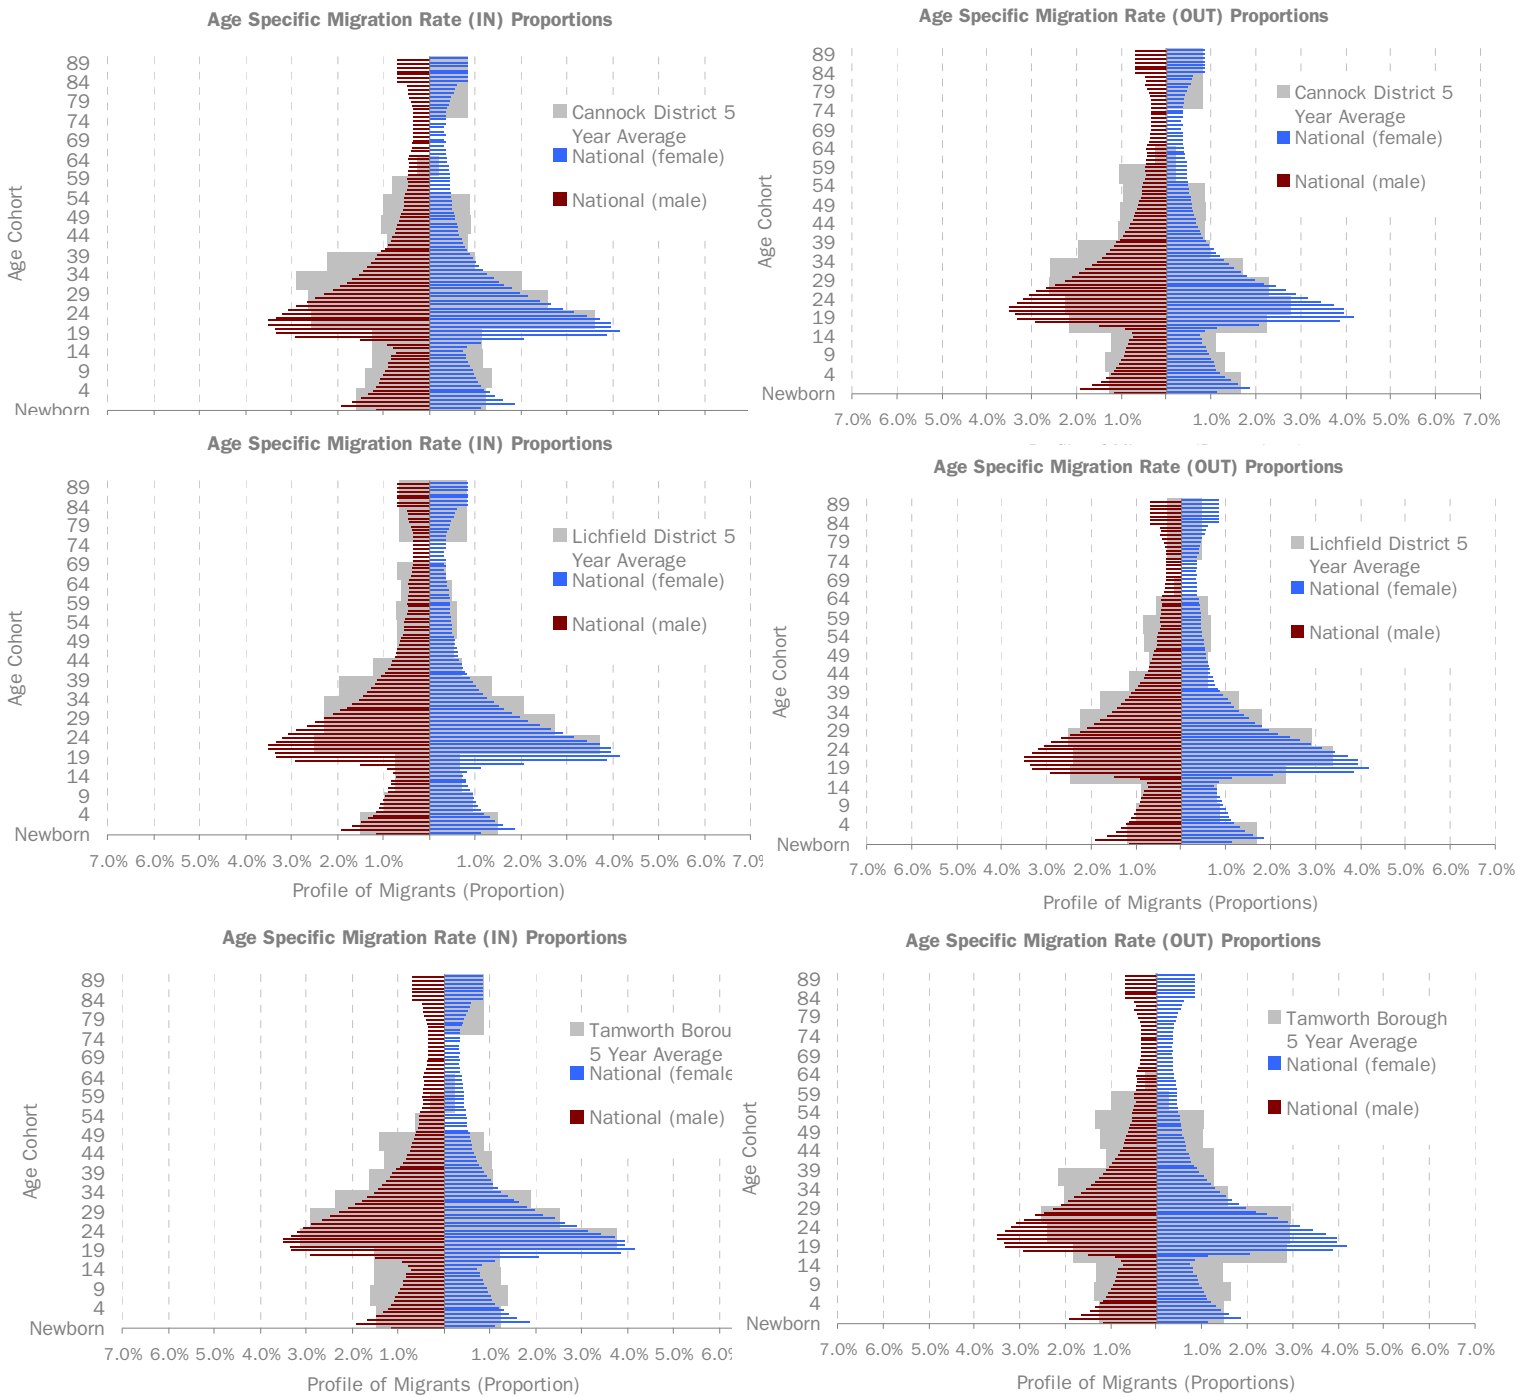 Age Specific Migration Rate (IN) Proportions
89
84
79
74
69
64
59
54
49
44
39
34
29
24
19
14
9
4
Newborn
Age Cohort
Cannock District 5
Year Average
National (female)
National (male)
Age Specific Migration Rate (OUT) Proportions
89
84
79
74
69
64
59
54
49
44
39
34
29
24
19
14
9
4
Newborn
Age Cohort
Cannock District 5
Year Average
National (female)
National (male)
7.0% 6.0% 5.0% 4.0% 3.0% 2.0% 1.0% 1.0% 2.0% 3.0% 4.0% 5.0% 6.0% 7.0%
Age Specific Migration Rate (IN) Proportions
89
84
79
74
69
64
59
54
49
44
39
34
29
24
19
14
9
4
Newborn
Age Cohort
Lichfield District 5
Year Average
National (female)
National (male)
7.0% 6.0% 5.0% 4.0% 3.0% 2.0% 1.0% 1.0% 2.0% 3.0% 4.0% 5.0% 6.0% 7.0%
Profile of Migrants (Proportion)
Age Specific Migration Rate (OUT) Proportions
89
84
79
74
69
64
59
54
49
44
39
34
29
24
19
14
9
4
Newborn
Age Cohort
Lichfield District 5
Year Average
National (female)
National (male)
7.0% 6.0% 5.0% 4.0% 3.0% 2.0% 1.0% 1.0% 2.0% 3.0% 4.0% 5.0% 6.0% 7.0%
Profile of Migrants (Proportions)
Age Specific Migration Rate (IN) Proportions
89
84
79
74
69
64
59
54
49
44
39
34
29
24
19
14
9
4
Newborn
Age Cohort
Tamworth Borou
5 Year Average
National (female
National (male)
7.0% 6.0% 5.0% 4.0% 3.0% 2.0% 1.0% 1.0% 2.0% 3.0% 4.0% 5.0% 6.0
Profile of Migrants (Proportion)
Age Specific Migration Rate (OUT) Proportions
89
84
79
74
69
64
59
54
49
44
39
34
29
24
19
14
9
4
Newborn
Age Cohort
Tamworth Borough
5 Year Average
National (female)
National (male)
7.0% 6.0% 5.0% 4.0% 3.0% 2.0% 1.0% 1.0% 2.0% 3.0% 4.0% 5.0% 6.0% 7.0%
Profile of Migrants (Proportions)